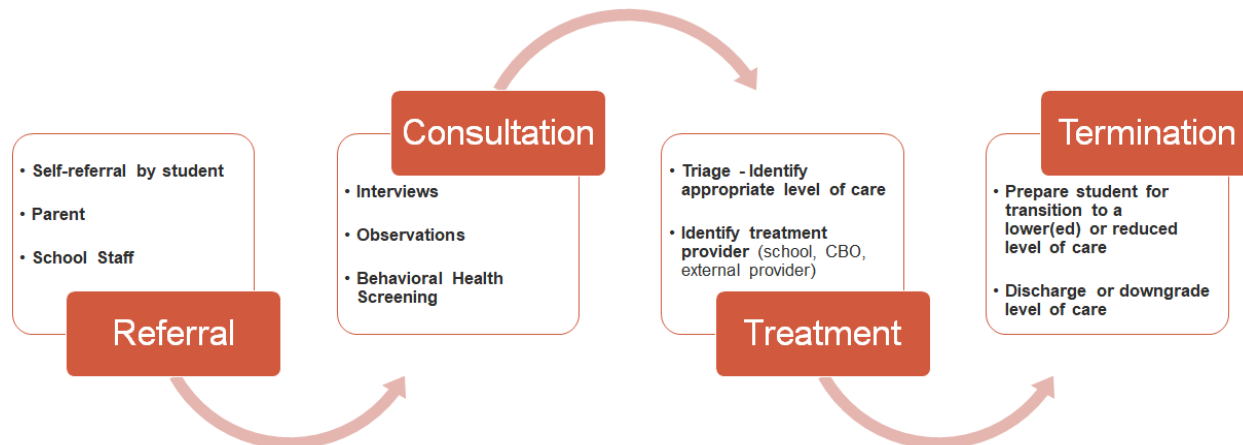 • Self-referral by student
• Parent
• School Staff
Referral
Consultation
• Interviews
• Observations
• Behavioral Health
Screening
• Triage - Identify
appropriate level of care
• Identify treatment
provider (school, CBO,
external provider)
Treatment
Termination
• Prepare student for
transition to a
lower(ed) or reduced
level of care
• Discharge or downgrade
level of care